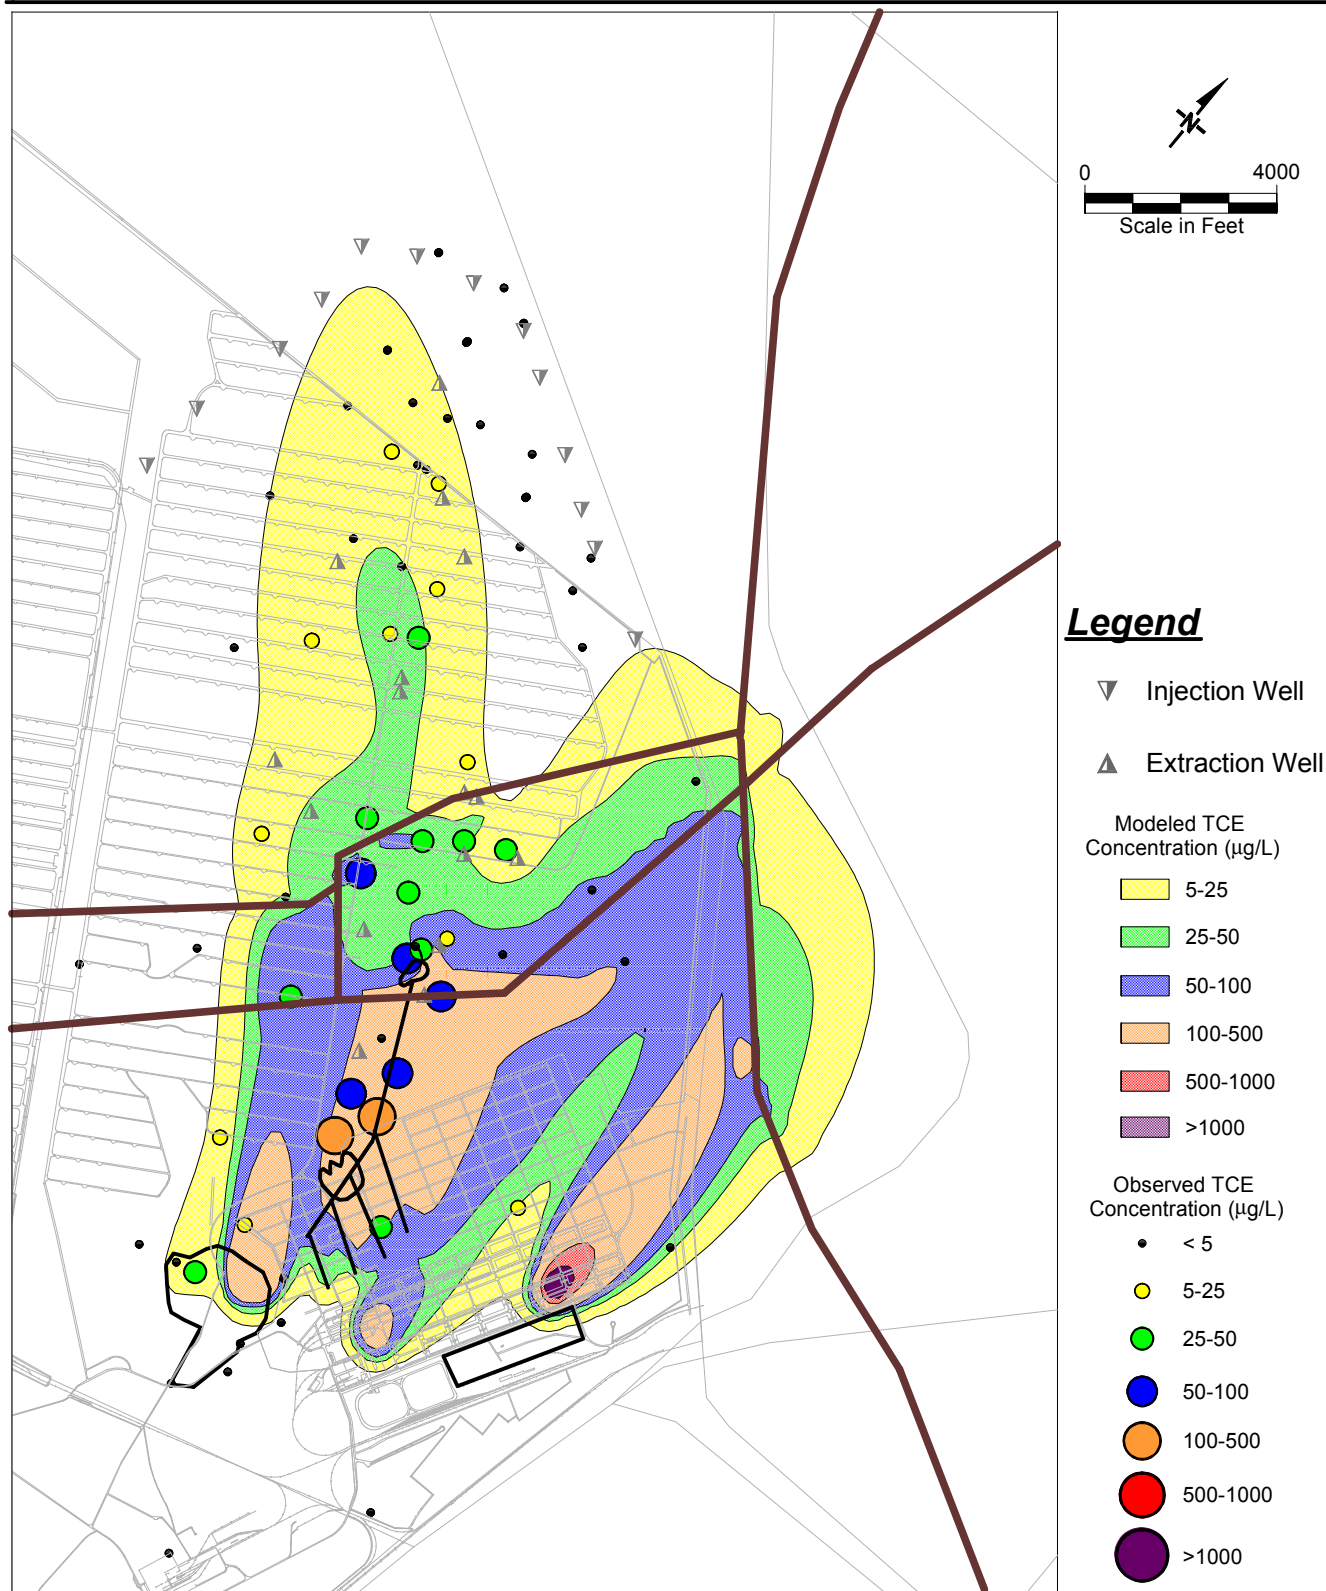 N
0 4000
Scale in Feet
Legend
Injection Well
Extraction Well
Modeled TCE
Concentration (µg/L)
5-25
25-50
50-100
100-500
500-1000
>1000
Observed TCE
Concentration (µg/L)
< 5
5-25
25-50
50-100
100-500
500-1000
>1000